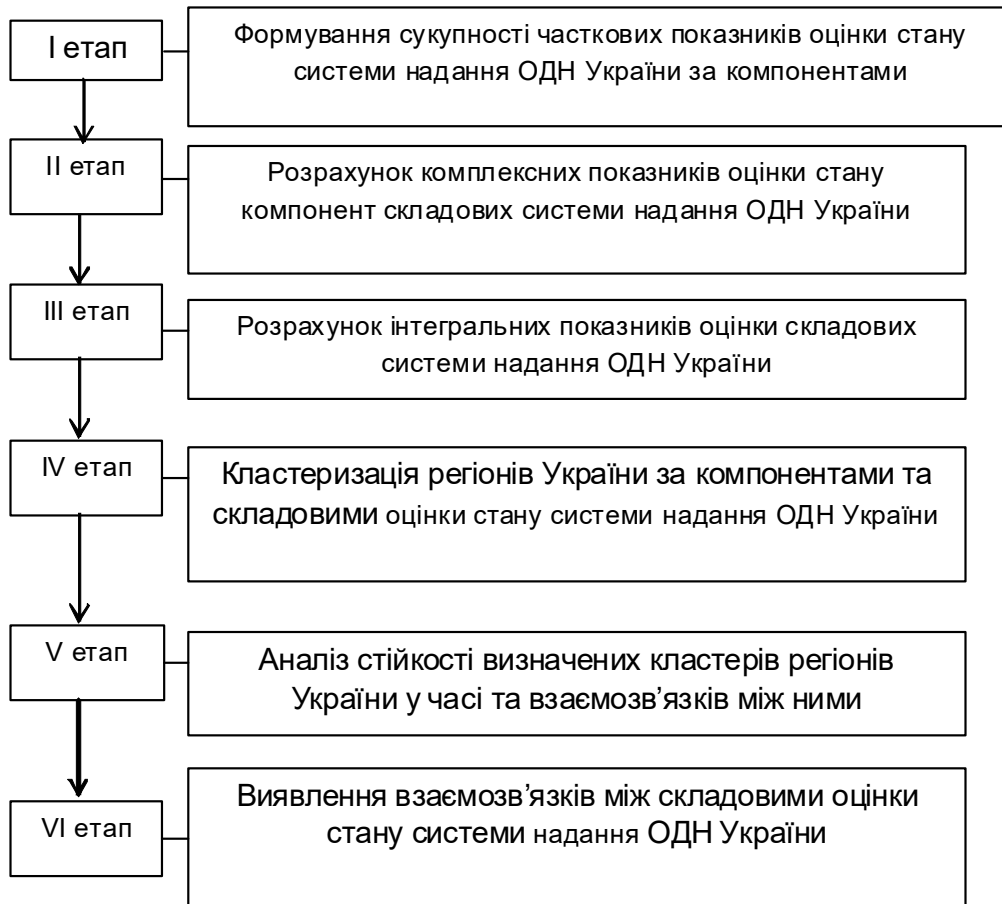 І етап
Формування сукупності часткових показників оцінки стану
системи надання ОДН України за компонентами
ІІ етап
Розрахунок комплексних показників оцінки стану
компонент складових системи надання ОДН України
ІІІ етап
Розрахунок інтегральних показників оцінки складових
системи надання ОДН України
IV етап
Кластеризація регіонів України за компонентами та
складовими оцінки стану системи надання ОДН України
V етап
Аналіз стійкості визначених кластерів регіонів
України у часі та взаємозв’язків між ними
VI етап
Виявлення взаємозв’язків між складовими оцінки
стану системи надання ОДН України